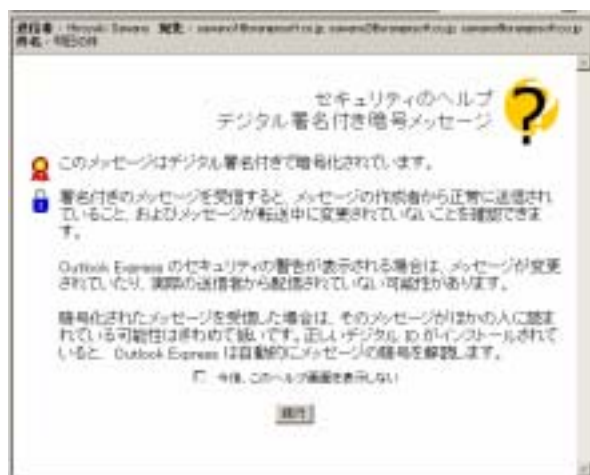 送信者: Hiroyuki Sawano 宛先:
件名: 明日の件
セキュリティのヘルプ
デジタル署名付き暗号メッセージ
?
このメッセージはデジタル署名付きで暗号化されています。
署名付きのメッセージを受信すると、メッセージの作成者から正常に送信され
ていること、およびメッセージが転送中に変更されていないことを確認できま
す。
Outlook Express のセキュリティの警告が表示される場合は、メッセージが変更
されていたり、実際の送信者から配信されていない可能性があります。
暗号化されたメッセージを受信した場合は、そのメッセージがほかの人に読ま
れている可能性はきわめて低いです。正しいデジタル ID がインストールされて
いると、Outlook Express は自動的にメッセージの暗号を解読します。
今後、このヘルプ画面を表示しない
続行